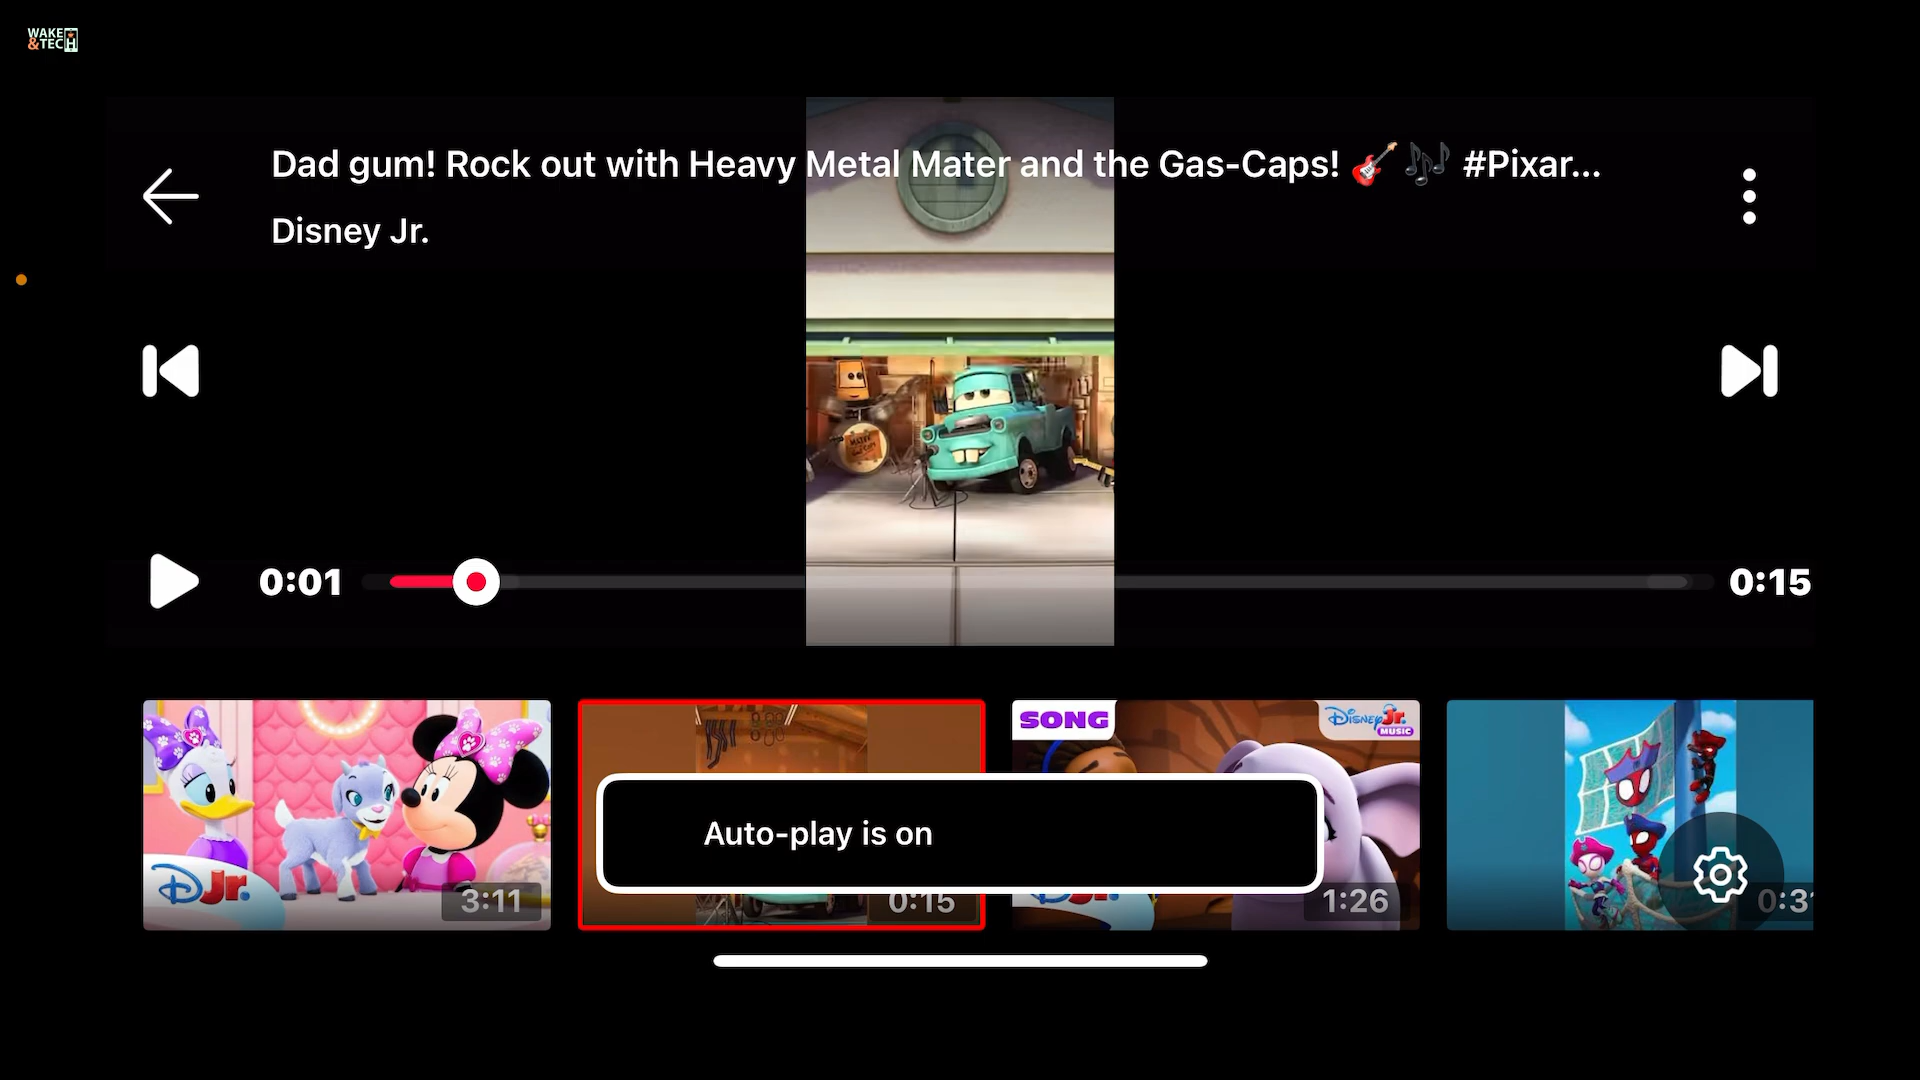 WAKE
&TECH
Dad gum! Rock out with Heavy Metal Mater and the Gas-Caps! 🎸 🎶 #Pixar...
Disney Jr.
0:01
0:15
SONG
Disney Jr.
MUSIC
Auto-play is on
DJr.
3:11
0:15
1:26